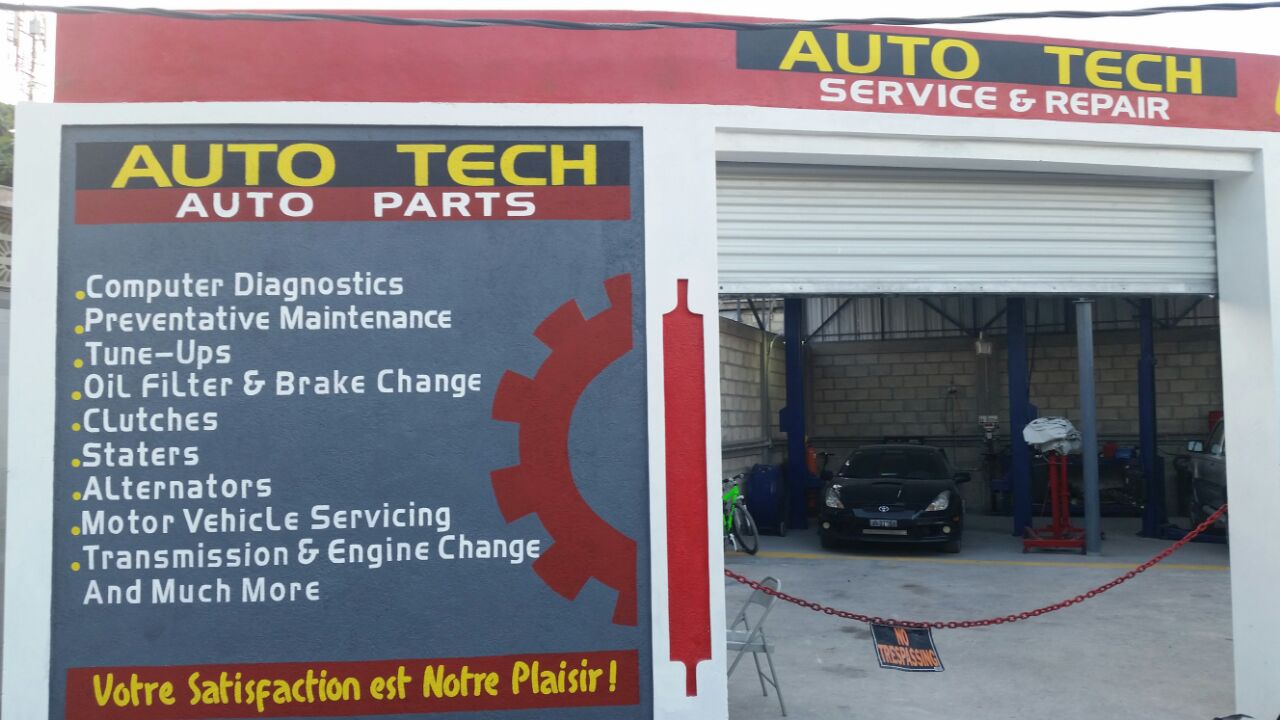 AUTO TECH
SERVICE & REPAIR
AUTO TECH
AUTO PARTS
.Computer Diagnostics
.Preventative Maintenance
.Tune-Ups
.Oil Filter & Brake Change
.Clutches
.Staters
.Alternators
.Motor Vehicle Servicing
.Transmission & Engine Change
And Much More
Votre Satisfaction est Notre Plaisir!
NO
TRESPASSING